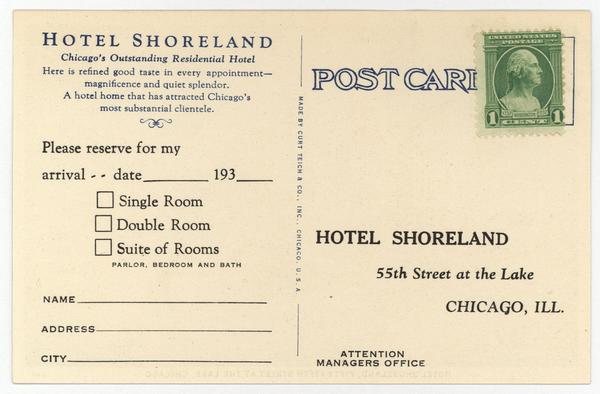 HOTEL SHORELAND
Chicago's Outstanding Residential Hotel
Here is refined good taste in every appointment—
magnificence and quiet splendor.
A hotel home that has attracted Chicago's
most substantial clientele.
Please reserve for my
arrival - - date 193
Single Room
Double Room
Suite of Rooms
PARLOR, BEDROOM AND BATH
NAME
ADDRESS
CITY
MADE BY CURT TEICH & CO., INC., CHICAGO, U. S. A
POST CARD
UNITED STATES
POSTAGE
WASHINGTON
1 CENT 1
HOTEL SHORELAND
55th Street at the Lake
CHICAGO, ILL.
ATTENTION
MANAGERS OFFICE